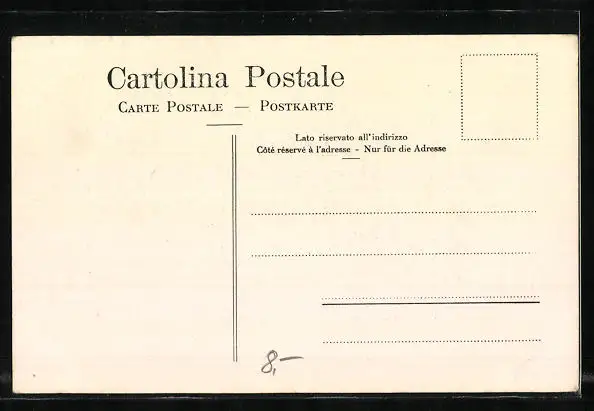 Cartolina Postale
CARTE POSTALE — POSTKARTE
Lato riservato all'indirizzo
Côté réservé à l'adresse - Nur für die Adresse
8,-